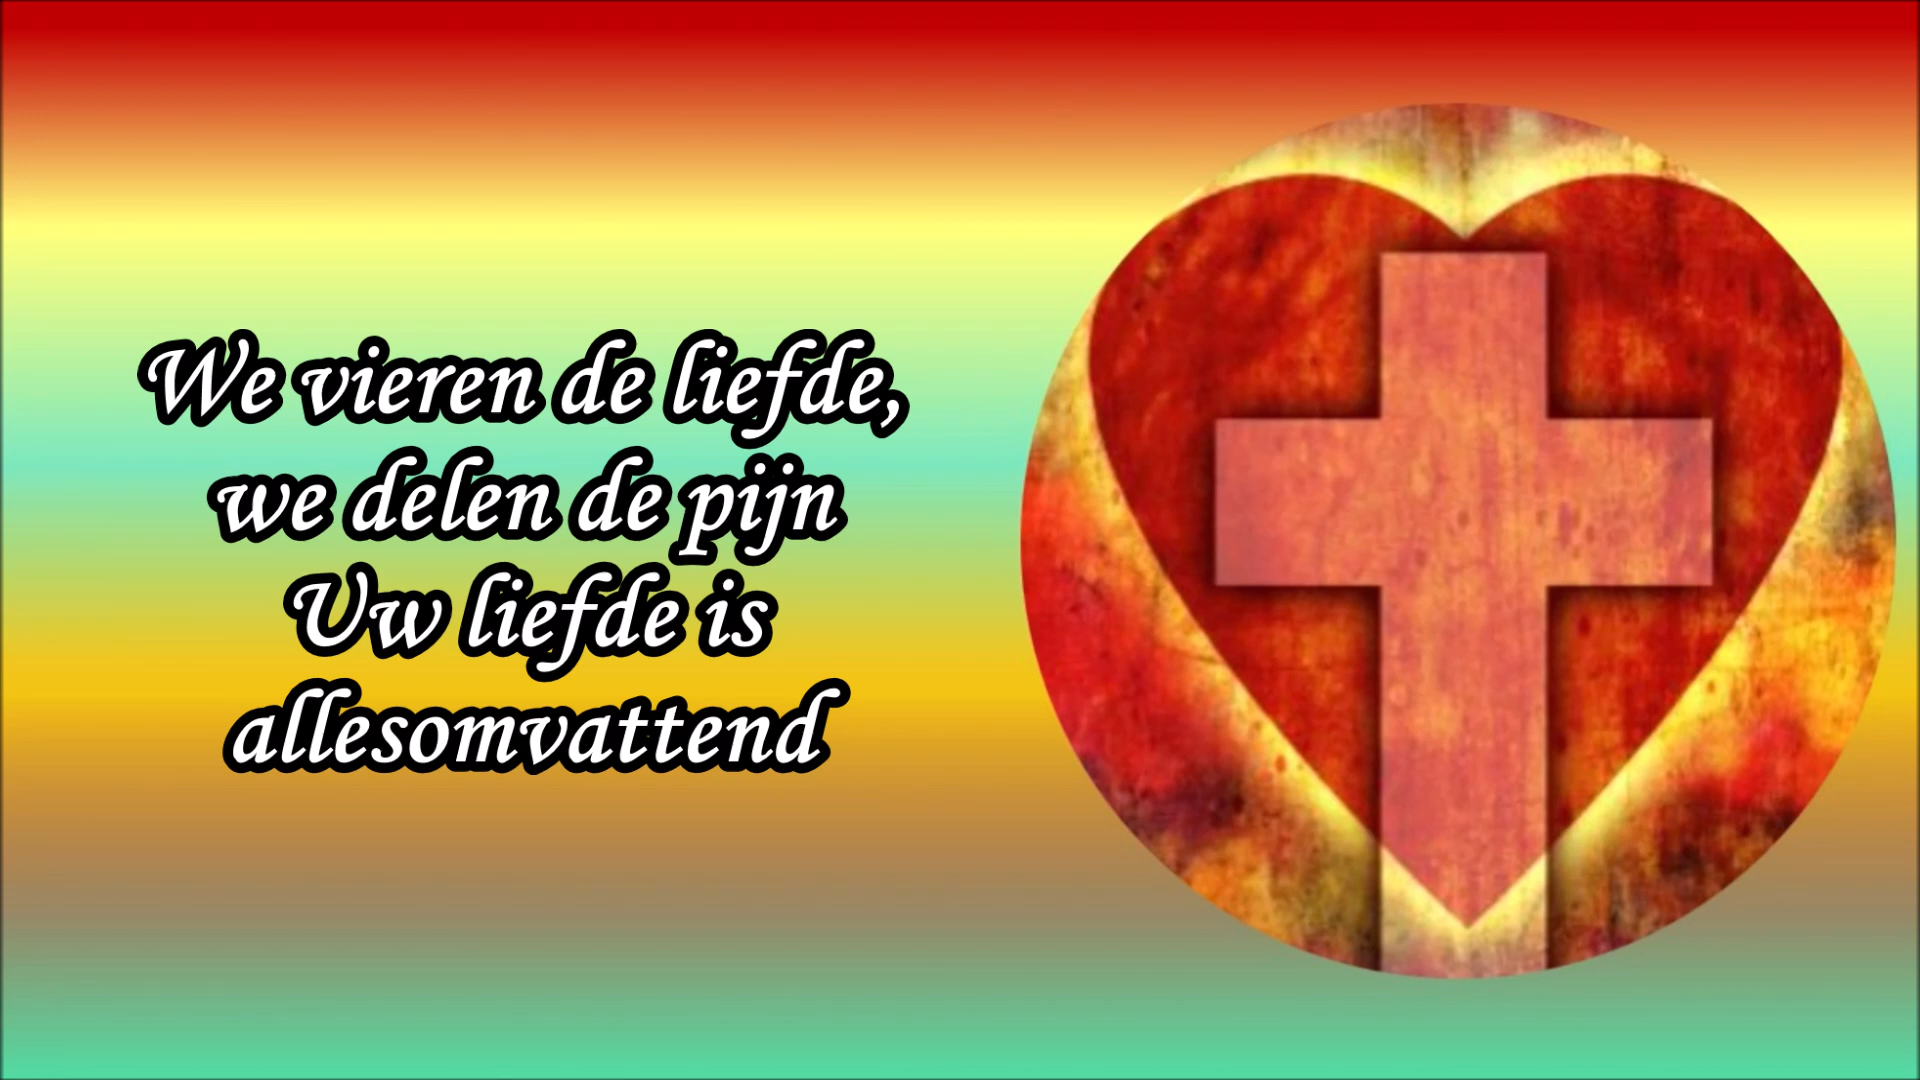 We vieren de liefde,
we delen de pijn
Uw liefde is
allesomvattend